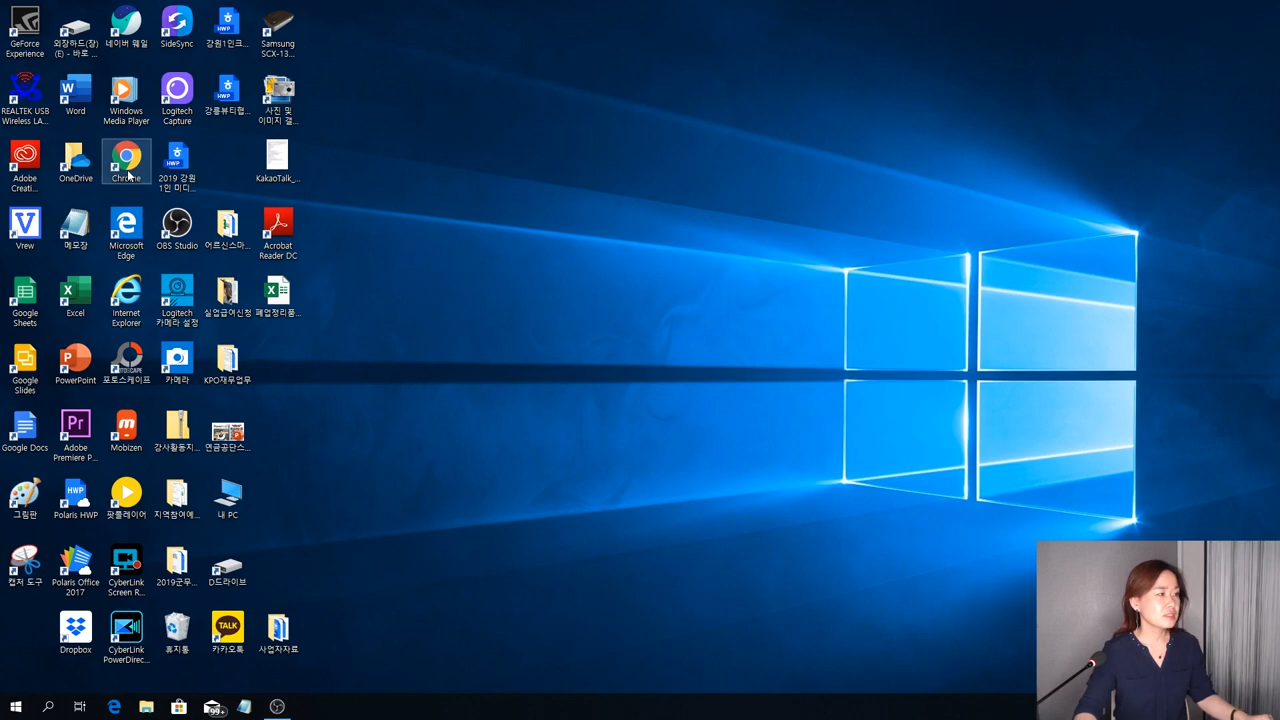 GeForce
Experience
외장하드(장)
(E) - 바로 ...
네이버 웨일
SideSync
강원1인크...
Samsung
SCX-13...
REALTEK USB
Wireless LA...
Word
Windows
Media Player
Logitech
Capture
강릉뷰티협...
사진 및
이미지 갤...
Adobe
Creati...
OneDrive
Chrome
2019 강원
1인 미디...
KakaoTalk_...
Vrew
메모장
Microsoft
Edge
OBS Studio
어르신스마...
Acrobat
Reader DC
Google
Sheets
Excel
Internet
Explorer
Logitech
카메라 설정
실업급여신청
폐업정리품...
Google
Slides
PowerPoint
포토스케이프
카메라
KPO재무업무
Google Docs
Adobe
Premiere P...
Mobizen
강사활동지...
연금공단스...
그림판
Polaris HWP
팟플레이어
지역참여예...
내 PC
캡처 도구
Polaris Office
2017
CyberLink
Screen R...
2019군무...
D드라이브
Dropbox
CyberLink
PowerDirec...
휴지통
카카오톡
사업자자료
99+